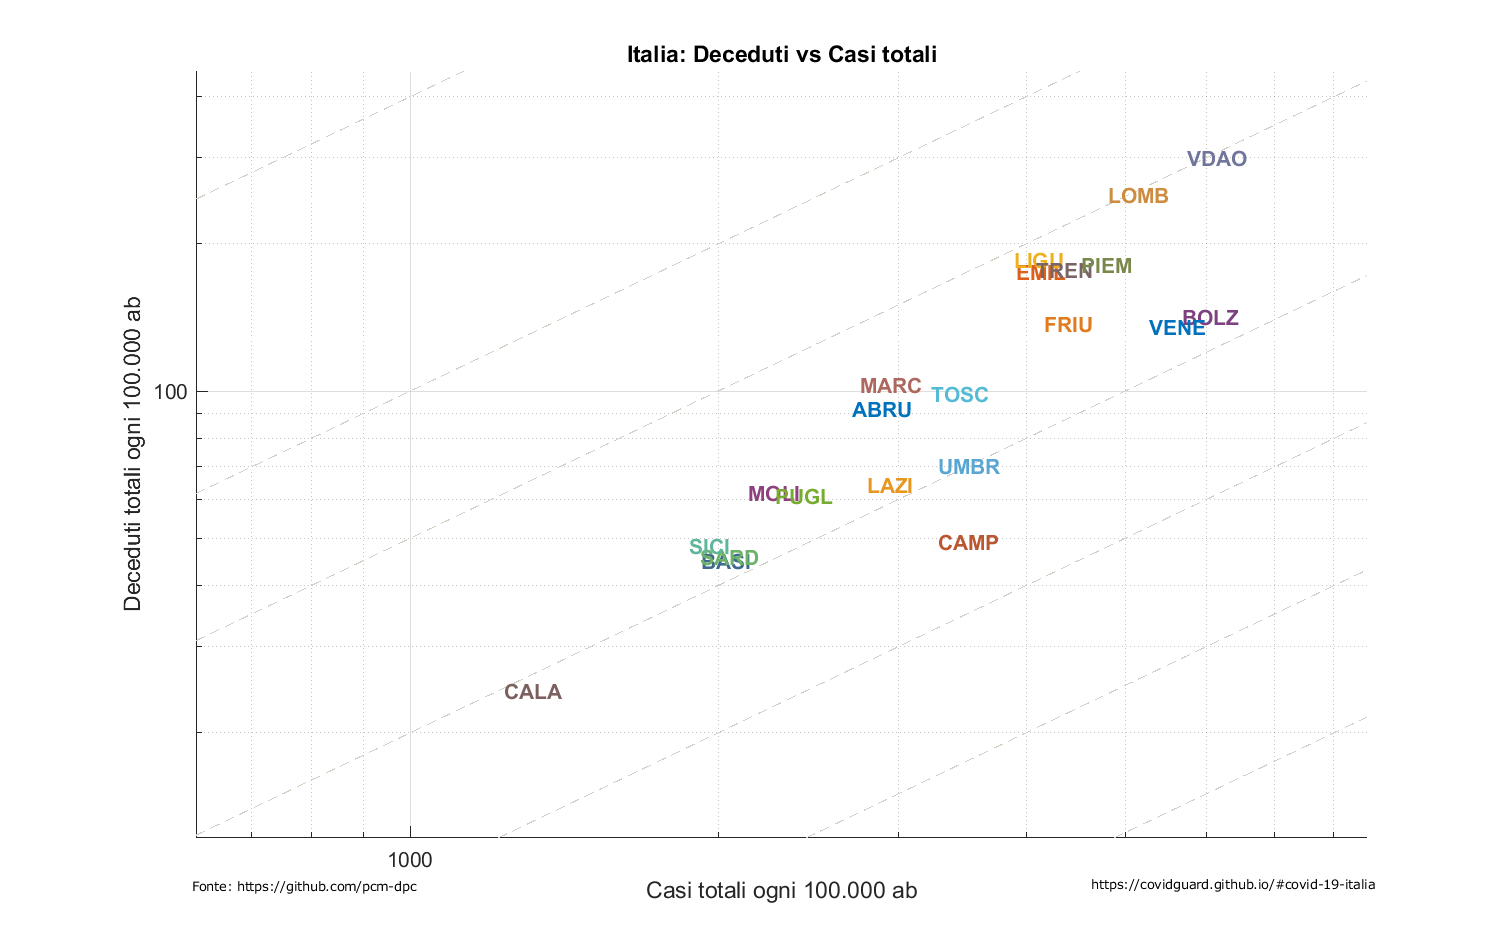 Italia: Deceduti vs Casi totali
VDAO
LOMB
LIGU
EMIL
TREN
PIEM
FRIU
VENE
BOLZ
MARC
TOSC
ABRU
100
UMBR
LAZI
MOLI
PUGL
CAMP
SICI
SARD
BASI
CALA
Deceduti totali ogni 100.000 ab
1000
Casi totali ogni 100.000 ab
Fonte: https://github.com/pcm-dpc
https://covidguard.github.io/#covid-19-italia